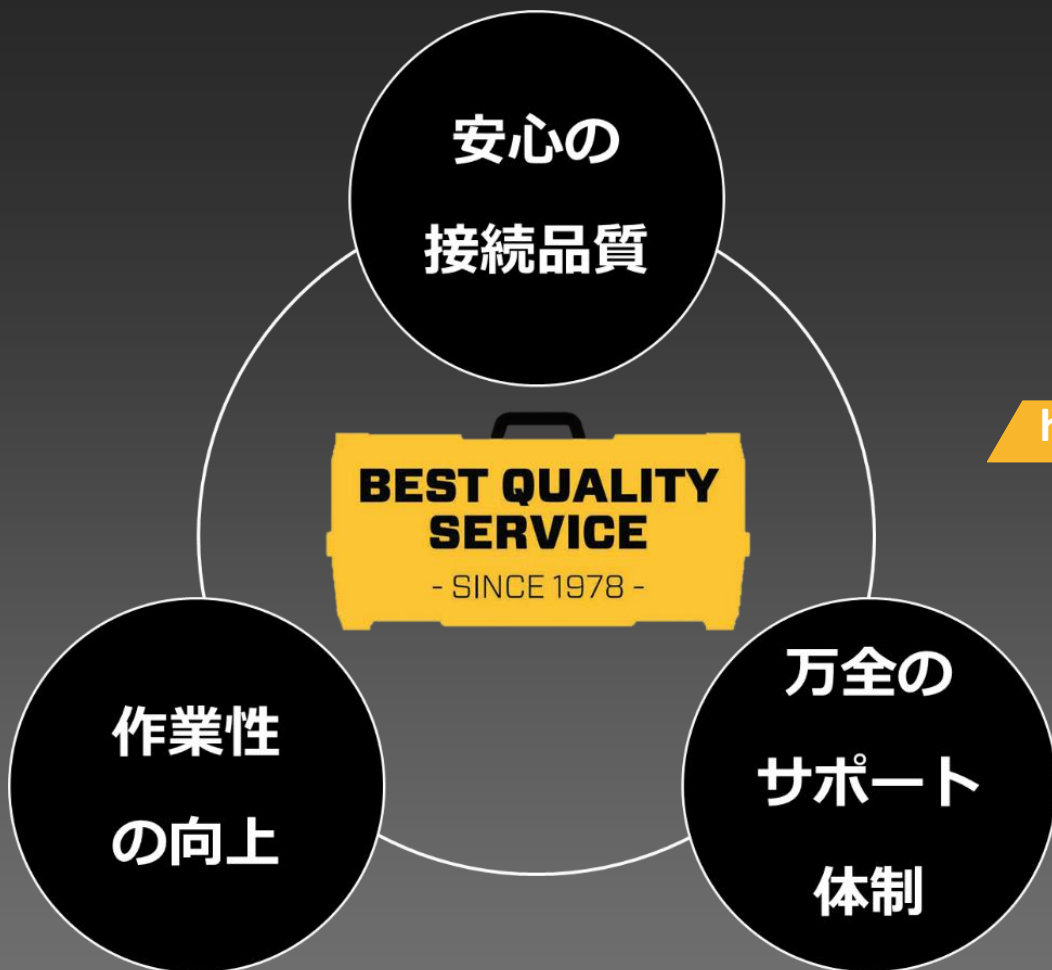 安心の
接続品質
BEST QUALITY
SERVICE
- SINCE 1978 -
作業性
の向上
万全の
サポート
体制